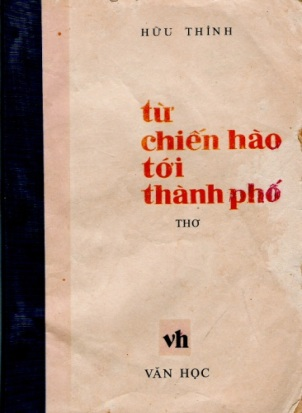 HỮU THỈNH
từ
chiến hào
tới
thành phố
THƠ
vh
VĂN HỌC